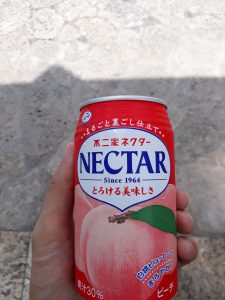 まるごと裏ごし仕立て
不二家ネクター
NECTAR
Since 1964
とろける美味しさ
果汁30%
ピーチ